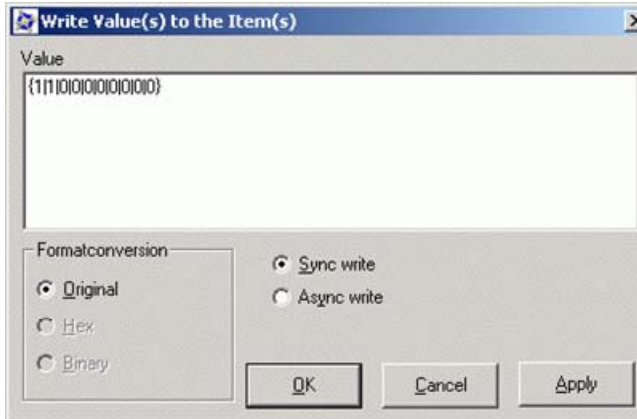 Write Value(s) to the Item(s)
Value
{1|1|0|0|0|0|0|0|0|0}
Formatconversion
Original
Hex
Binary
Sync write
Async write
OK
Cancel
Apply